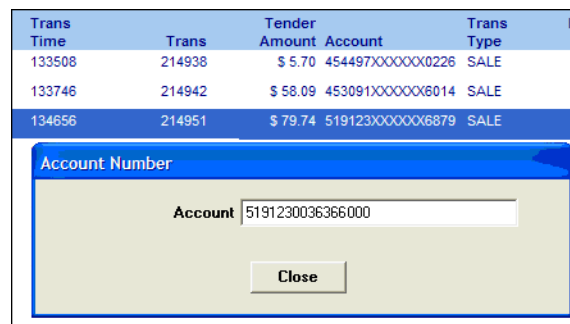 Trans Time Trans Tender Amount Account Trans Type
133508 214938 $ 5.70 454497XXXXXX0226 SALE
133746 214942 $ 58.09 453091XXXXXX6014 SALE
134656 214951 $ 79.74 519123XXXXXX6879 SALE
Account Number
Account 5191230036366000
Close